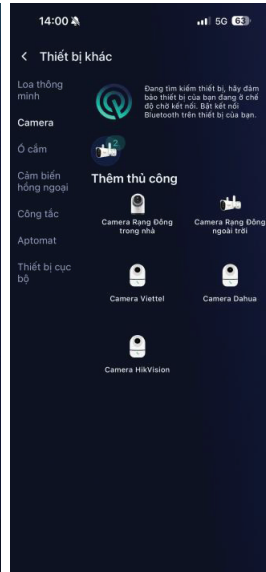 14:00
5G 63
Thiết bị khác
Loa thông
minh
Camera
Ổ cắm
Cảm biến
hồng ngoại
Công tắc
Aptomat
Thiết bị cục
bộ
Đang tìm kiếm thiết bị, hãy đảm
bảo thiết bị của bạn đang ở chế
độ chờ kết nối. Bật kết nối
Bluetooth trên thiết bị của bạn.
2
Thêm thủ công
Camera Rạng Đông
trong nhà
Camera Rạng Đông
ngoài trời
Camera Viettel
Camera Dahua
Camera HikVision